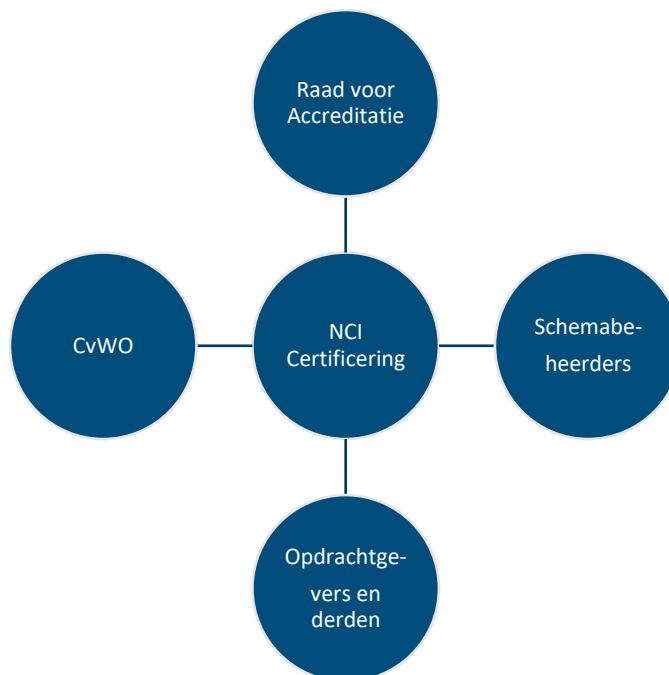 Raad voor
Accreditatie
CvWO
NCI
Certificering
Schemabe-
heerders
Opdrachtge-
vers en
derden